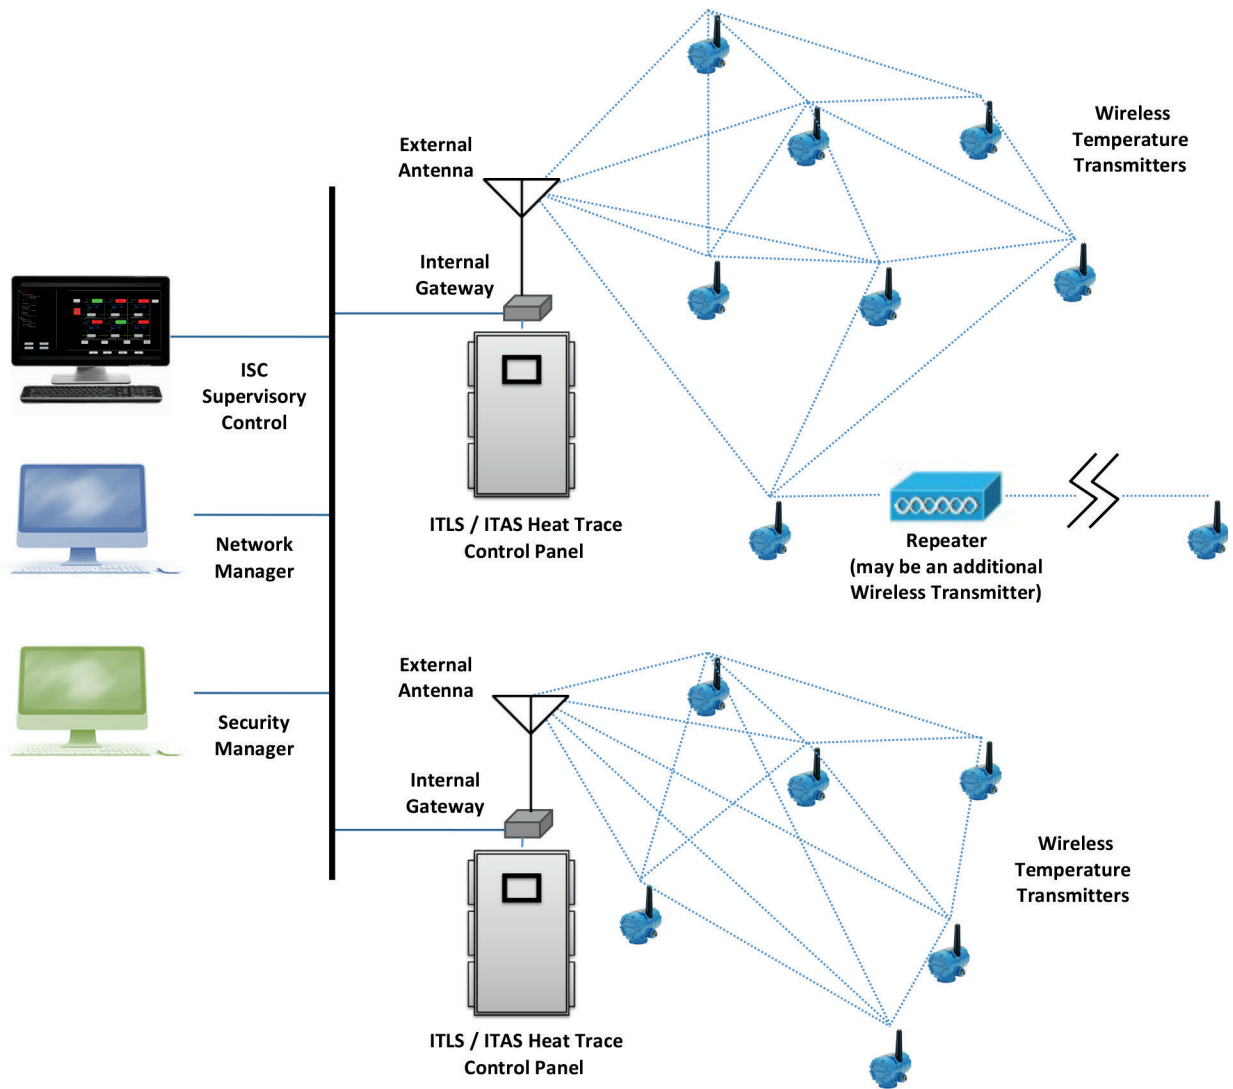 Wireless
Temperature
Transmitters
External
Antenna
Internal
Gateway
ISC
Supervisory
Control
ITLS / ITAS Heat Trace
Control Panel
Network
Manager
Repeater
(may be an additional
Wireless Transmitter)
External
Antenna
Security
Manager
Internal
Gateway
Wireless
Temperature
Transmitters
ITLS / ITAS Heat Trace
Control Panel